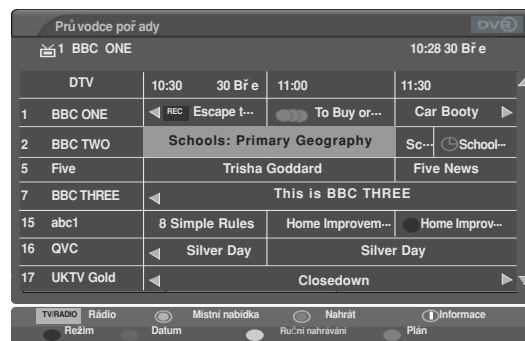 Průvodce pořady DVR
1 BBC ONE 10:28 30 Bře
DTV 10:30 30 Bře 11:00 11:30
1 BBC ONE REC Escape t··· To Buy or··· Car Booty
2 BBC TWO Schools: Primary Geography Sc··· School···
5 Five Trisha Goddard Five News
7 BBC THREE This is BBC THREE
15 abc1 8 Simple Rules Home Improvem··· Home Improv···
16 QVC Silver Day Silver Day
17 UKTV Gold Closedown
TV/RADIO Rádio Místní nabídka Nahrát Informace
Režim Datum Ruční nahrávání Plán